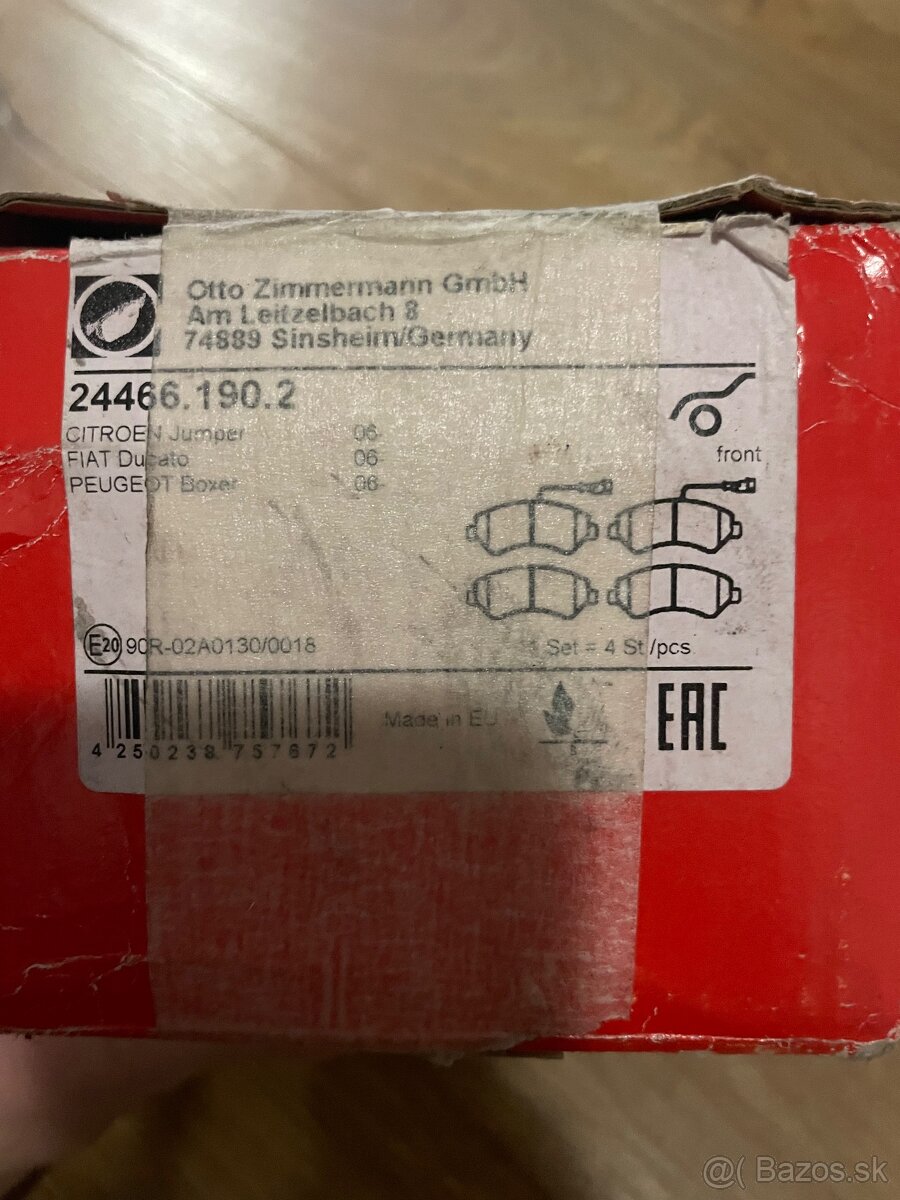 Otto Zimmermann GmbH
Am Leitzelbach 8
74889 Sinsheim/Germany
24466.190.2
CITROEN Jumper 06-
FIAT Ducato 06-
PEUGEOT Boxer 06-
front
E20 90R-02A0130/0018
1 Set = 4 St./pcs
Made in EU
EAC
4 250238 757672
@( Bazos.sk